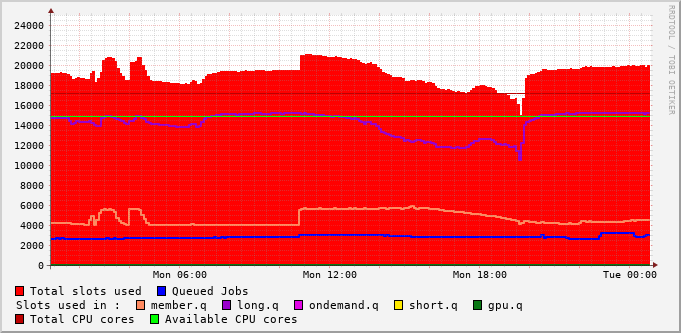 24000
22000
20000
18000
16000
14000
12000
10000
8000
6000
4000
2000
0
Mon 06:00 Mon 12:00 Mon 18:00 Tue 00:00
Total slots used Queued Jobs
Slots used in : member.q long.q ondemand.q short.q gpu.q
Total CPU cores Available CPU cores
RRDTOOL / TOBI OETIKER